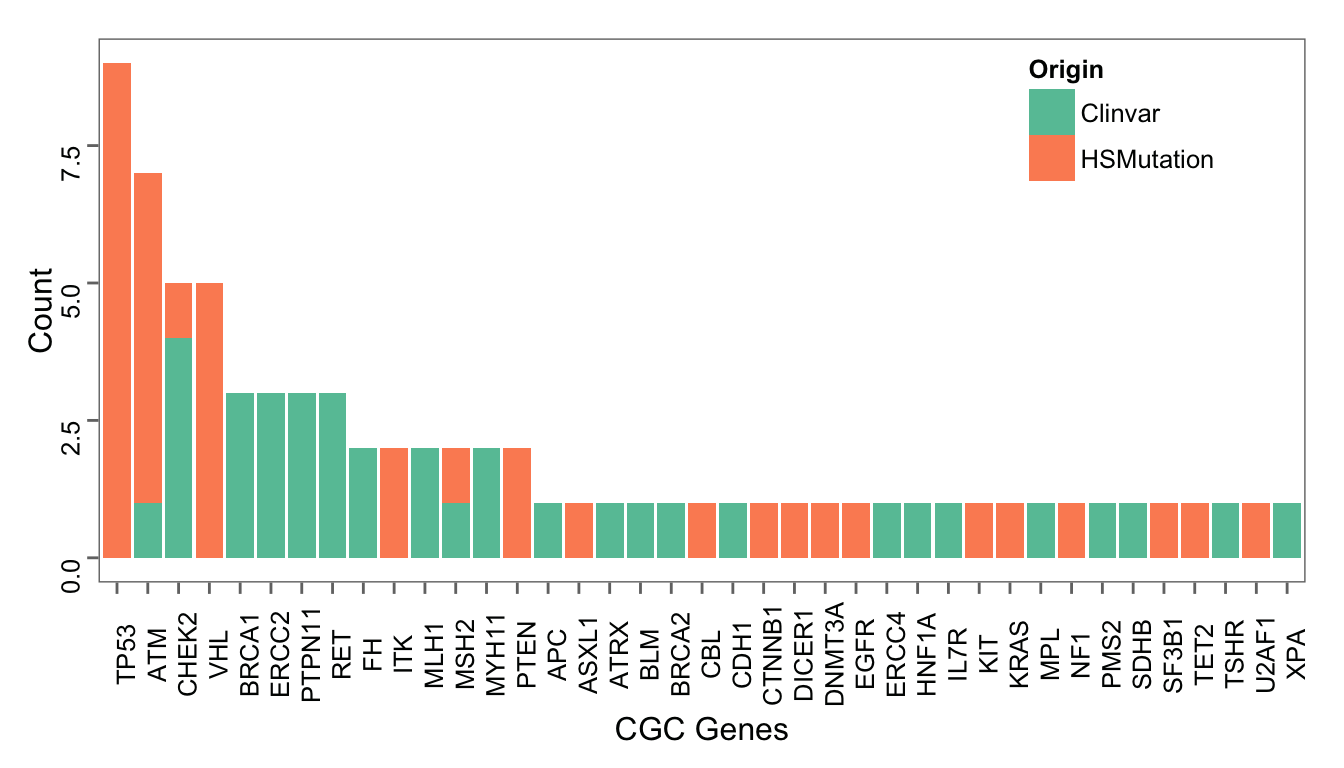 Origin
Clinvar
HSMutation
Count
7.5
5.0
2.5
0.0
TP53
ATM
CHEK2
VHL
BRCA1
ERCC2
PTPN11
RET
FH
ITK
MLH1
MSH2
MYH11
PTEN
APC
ASXL1
ATRX
BLM
BRCA2
CBL
CDH1
CTNNB1
DICER1
DNMT3A
EGFR
ERCC4
HNF1A
IL7R
KIT
KRAS
MPL
NF1
PMS2
SDHB
SF3B1
TET2
TSHR
U2AF1
XPA
CGC Genes